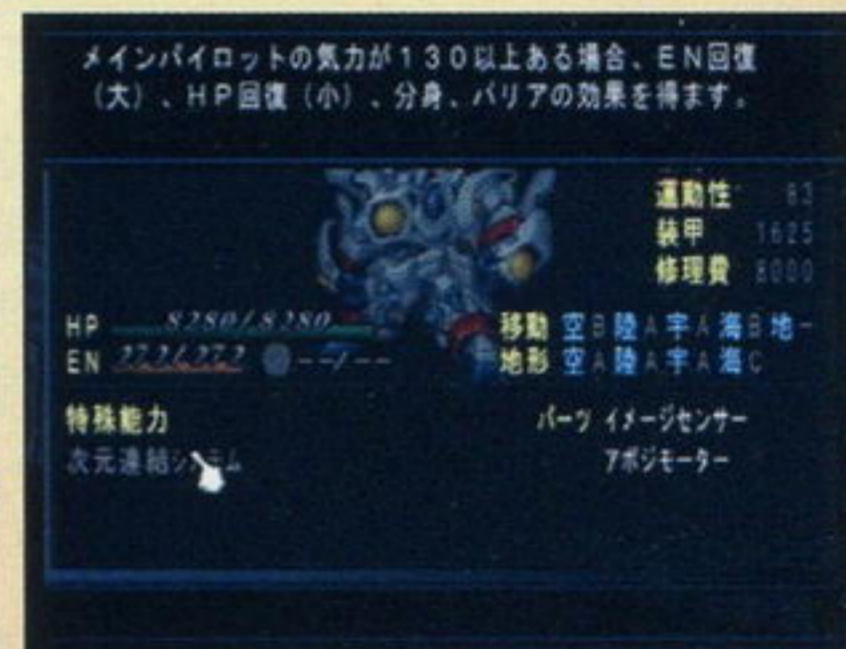 メインパイロットの気力が１３０以上ある場合、ＥＮ回復
（大）、ＨＰ回復（小）、分身、バリアの効果を得ます。
運動性 83
装甲 1625
修理費 8000
HP 8280/8280
EN 272/272 --/--
移動 空B陸A宇A海B地-
地形 空A陸A宇A海C
特殊能力
次元連結システム
パーツ イメージセンサー
アポジモーター